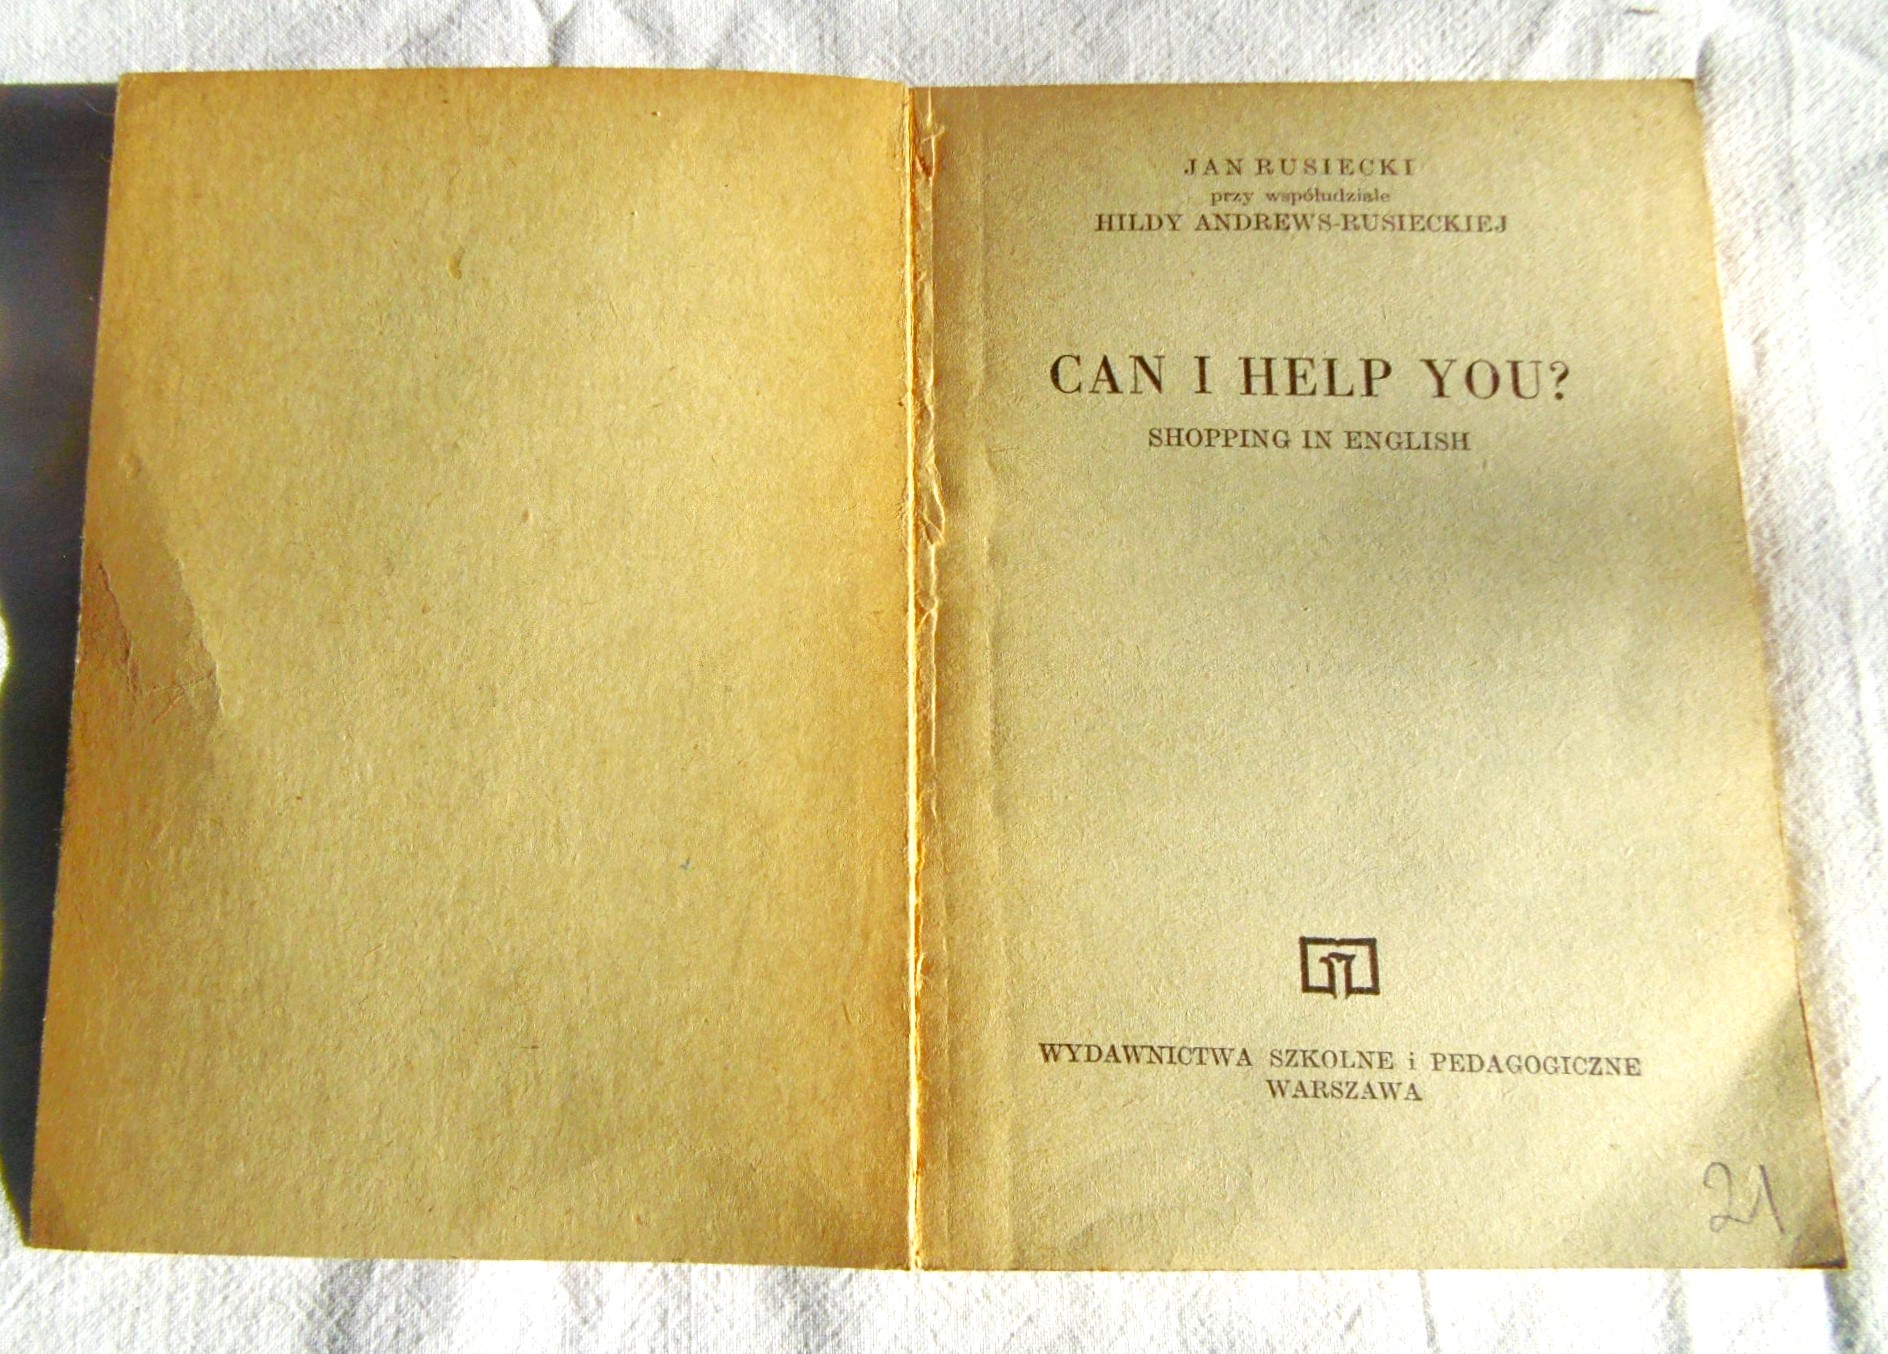 JAN RUSIECKI
przy współudziale
HILDY ANDREWS-RUSIECKIEJ
CAN I HELP YOU?
SHOPPING IN ENGLISH
WYDAWNICTWA SZKOLNE i PEDAGOGICZNE
WARSZAWA
21